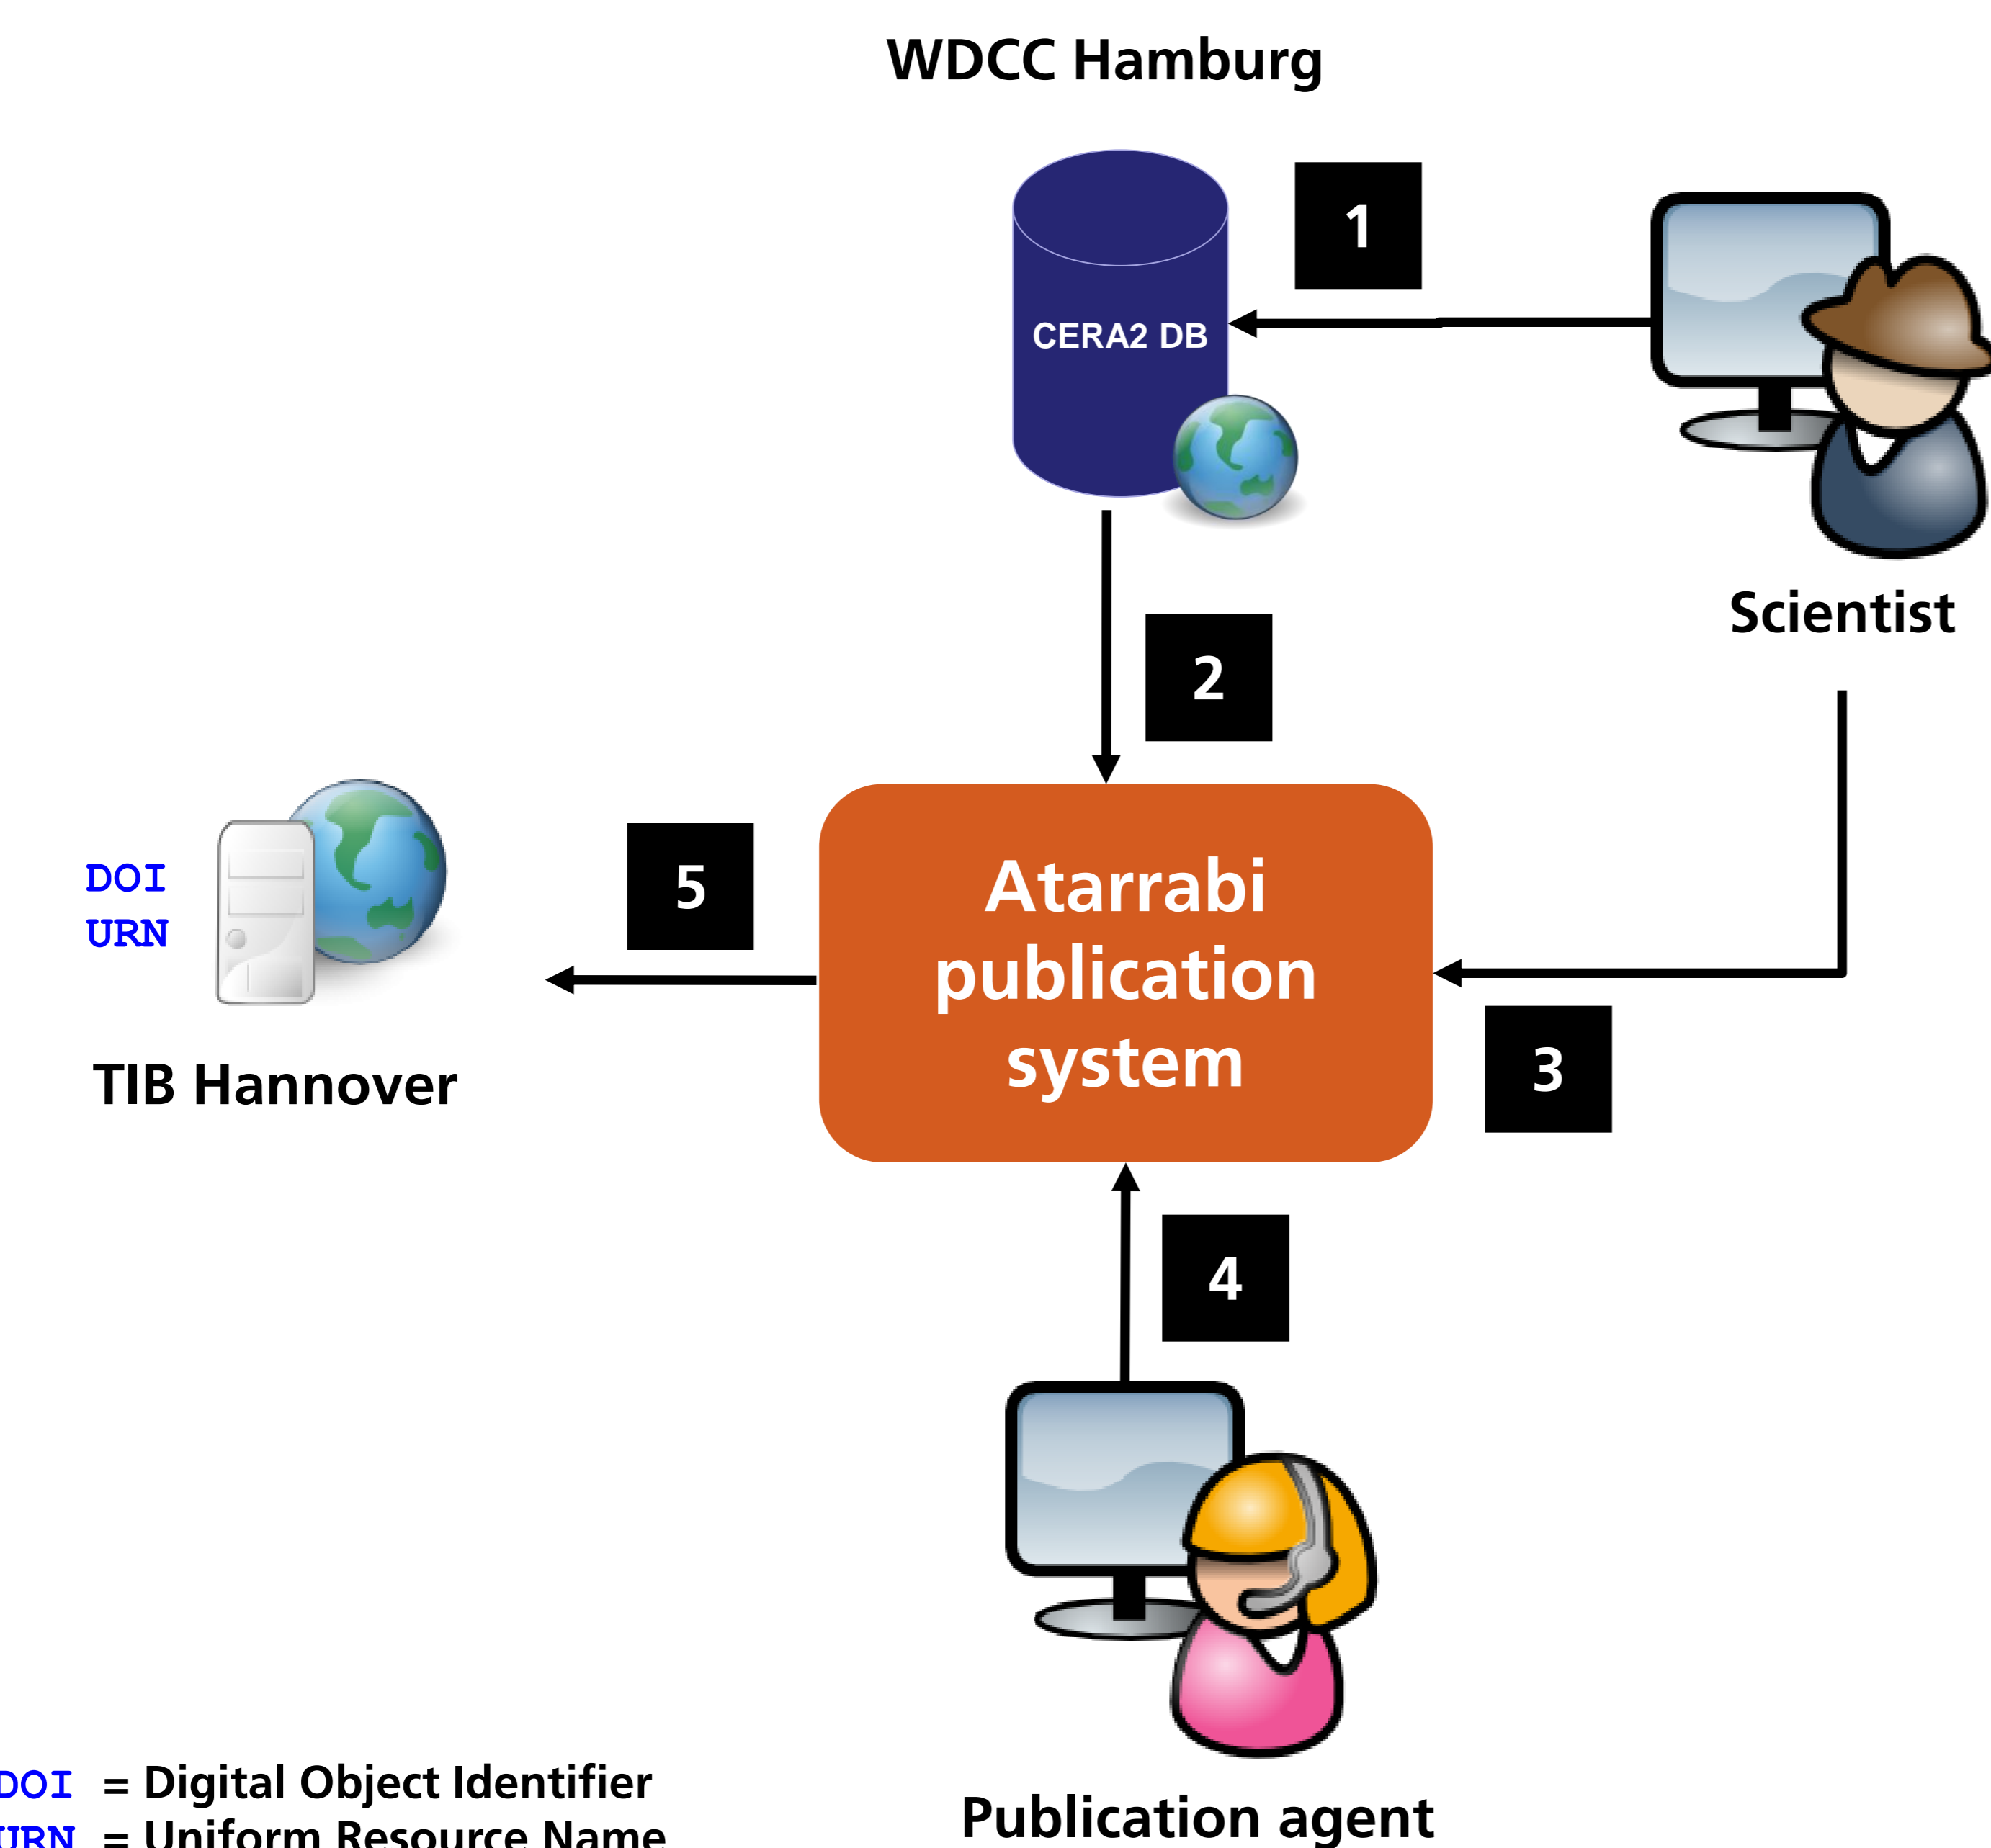 WDCC Hamburg
1
CERA2 DB
Scientist
2
DOI
URN
5
Atarrabi
publication
system
TIB Hannover
3
4
DOI = Digital Object Identifier
URN = Uniform Resource Name
Publication agent